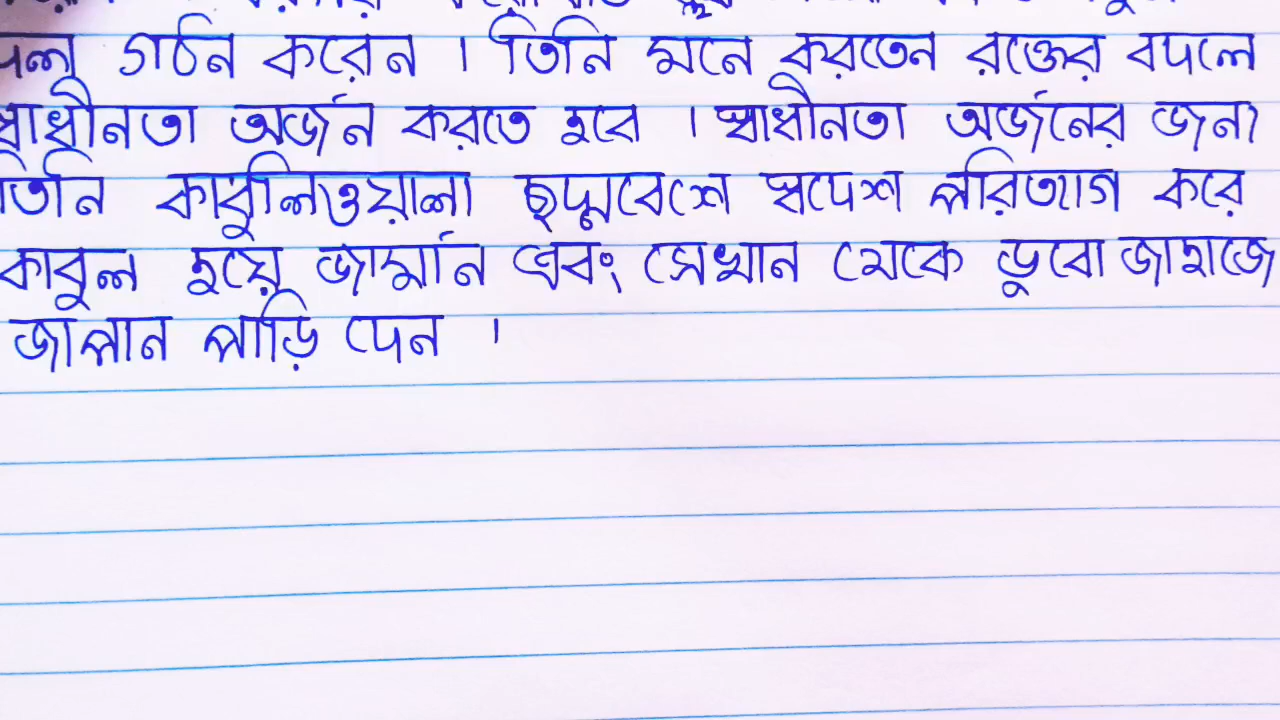 দল গঠন করেন । তিনি মনে করতেন রক্তের বদলে
স্বাধীনতা অর্জন করতে হবে । স্বাধীনতা অর্জনের জন্য
তিনি কাবুলিওয়ালা ছদ্মবেশে স্বদেশ পরিত্যাগ করে
কাবুল হয়ে জার্মান এবং সেখান থেকে ডুবো জাহাজে
জাপান পাড়ি দেন ।